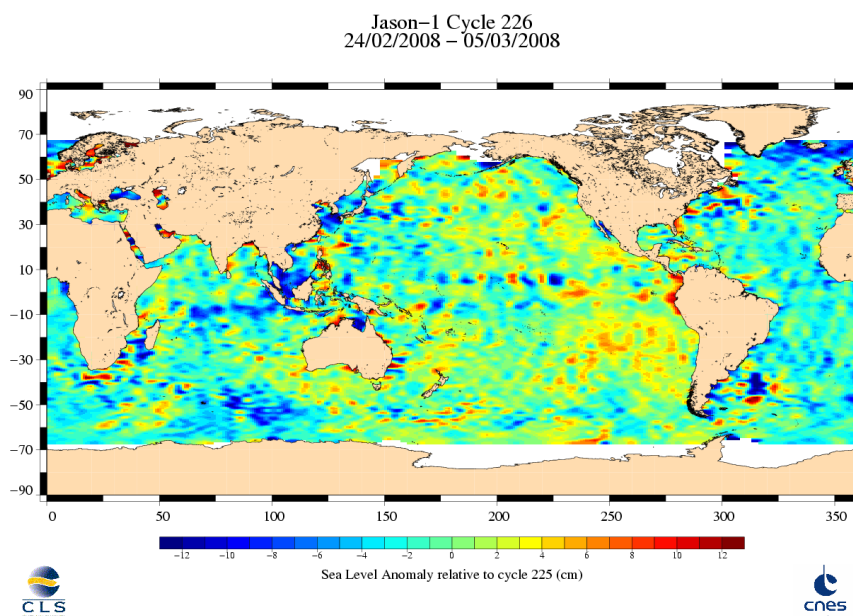 Jason−1 Cycle 226
24/02/2008 − 05/03/2008
90
70
50
30
10
−10
−30
−50
−70
−90
0 50 100 150 200 250 300 350
−12 −10 −8 −6 −4 −2 0 2 4 6 8 10 12
Sea Level Anomaly relative to cycle 225 (cm)
CLS
cnes